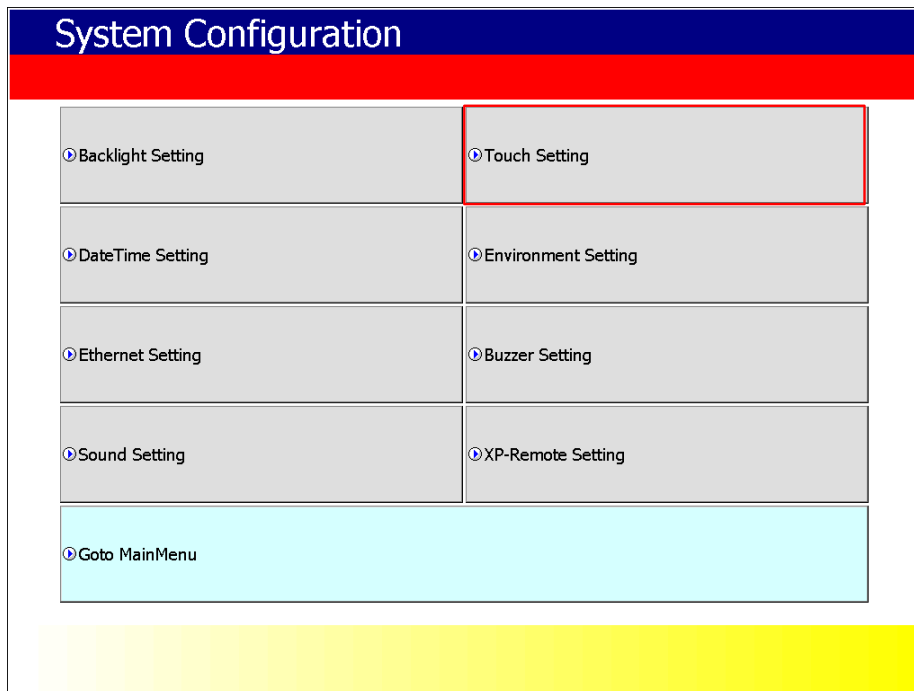 System Configuration
Backlight Setting
Touch Setting
DateTime Setting
Environment Setting
Ethernet Setting
Buzzer Setting
Sound Setting
XP-Remote Setting
Goto MainMenu